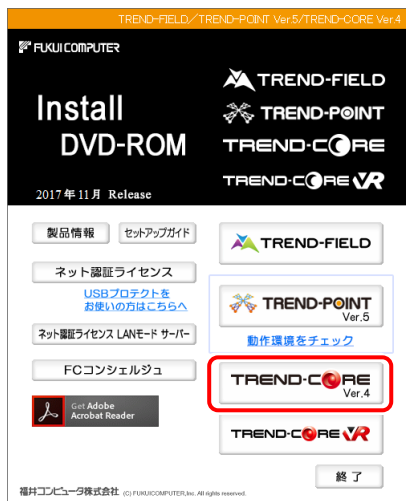 TREND-FIELD/TREND-POINT Ver.5/TREND-CORE Ver.4
FUKUI COMPUTER
Install
DVD-ROM
2017年11月 Release
TREND-FIELD
TREND-POINT
TREND-CORE
TREND-CORE VR
製品情報
セットアップガイド
ネット認証ライセンス
USBプロテクトを
お使いの方はこちらへ
ネット認証ライセンス LANモード サーバー
FCコンシェルジュ
Get Adobe
Acrobat Reader
TREND-FIELD
TREND-POINT
Ver.5
動作環境をチェック
TREND-CORE
Ver.4
TREND-CORE VR
終了
福井コンピュータ株式会社 (C) FUKUICOMPUTER,Inc. All rights reserved.